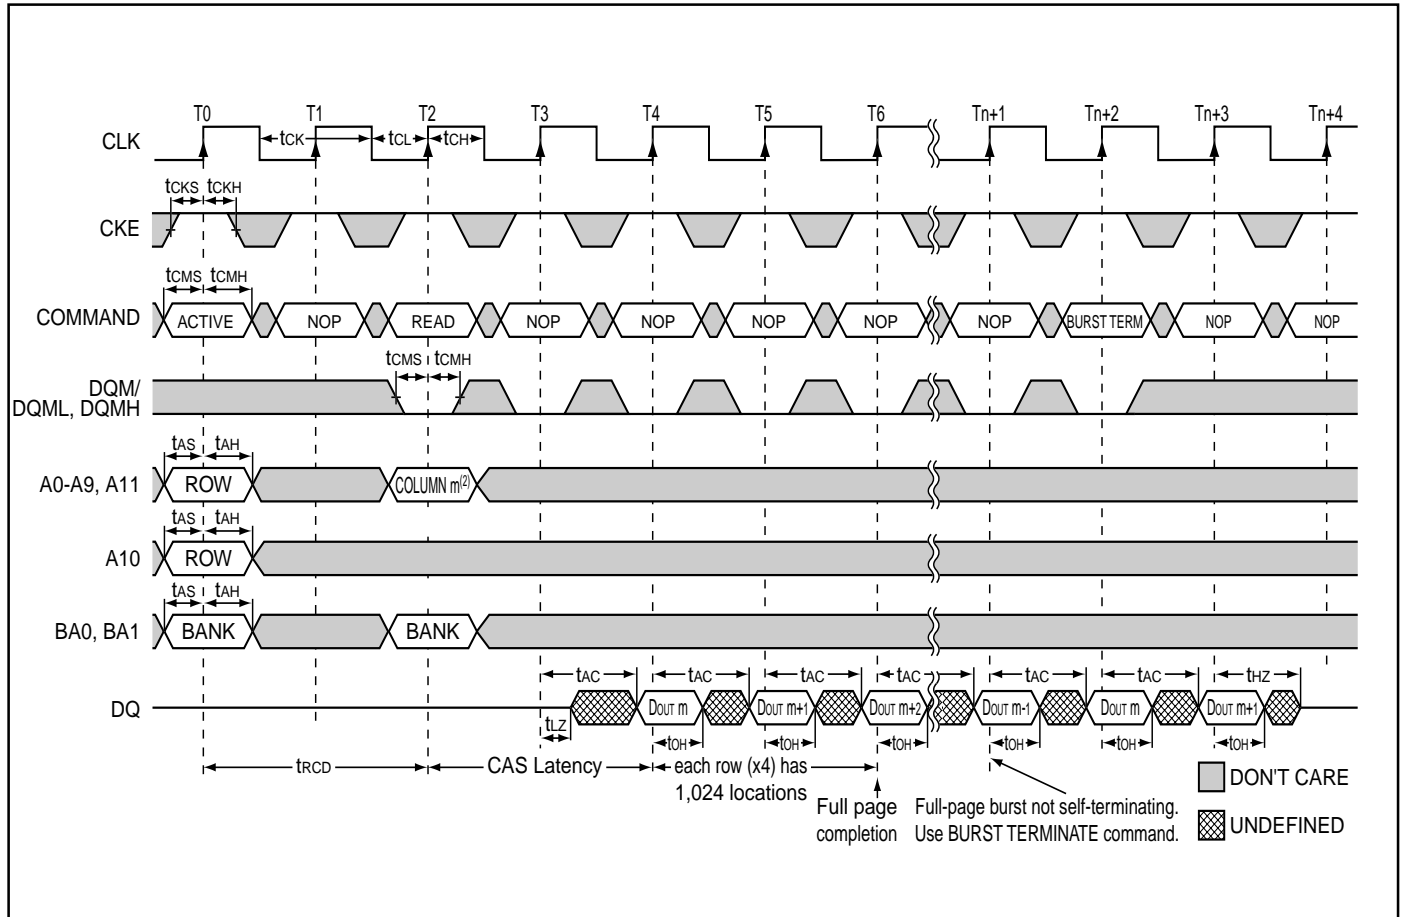 T0 T1 T2 T3 T4 T5 T6 Tn+1 Tn+2 Tn+3 Tn+4
CLK tCK tCL tCH
tCKS tCKH
CKE
tCMS tCMH
COMMAND ACTIVE NOP READ NOP NOP NOP NOP NOP BURST TERM NOP NOP
tCMS tCMH
DQM/
DQML, DQMH
tAS tAH
A0-A9, A11 ROW COLUMN m(2)
tAS tAH
A10 ROW
tAS tAH
BA0, BA1 BANK BANK
tAC tAC tAC tAC tAC tAC tHZ
DQ DOUT m DOUT m+1 DOUT m+2 DOUT m-1 DOUT m DOUT m+1
tLZ tOH tOH tOH tOH tOH tOH
tRCD CAS Latency each row (x4) has
1,024 locations
Full page
completion
Full-page burst not self-terminating.
Use BURST TERMINATE command.
DON'T CARE
UNDEFINED